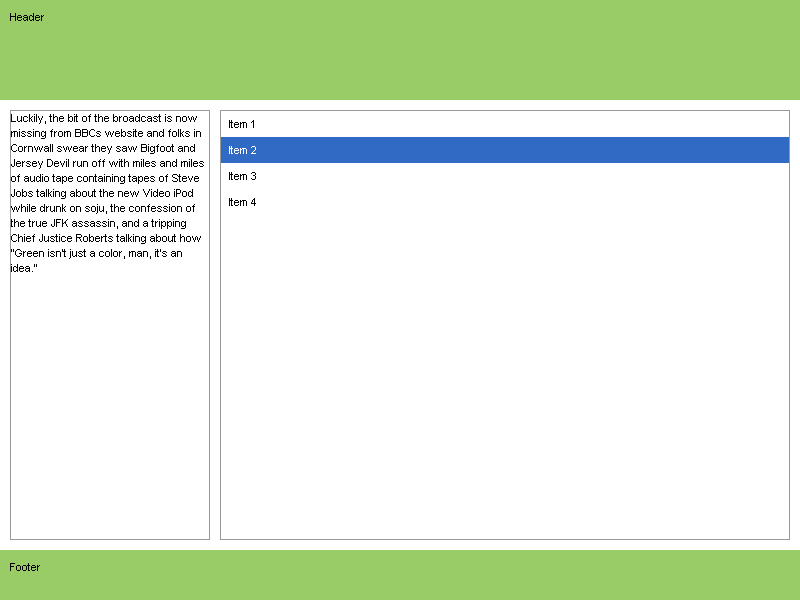 Header
Luckily, the bit of the broadcast is now
missing from BBCs website and folks in
Cornwall swear they saw Bigfoot and
Jersey Devil run off with miles and miles
of audio tape containing tapes of Steve
Jobs talking about the new Video iPod
while drunk on soju, the confession of
the true JFK assassin, and a tripping
Chief Justice Roberts talking about how
"Green isn't just a color, man, it's an
idea."
Item 1
Item 2
Item 3
Item 4
Footer